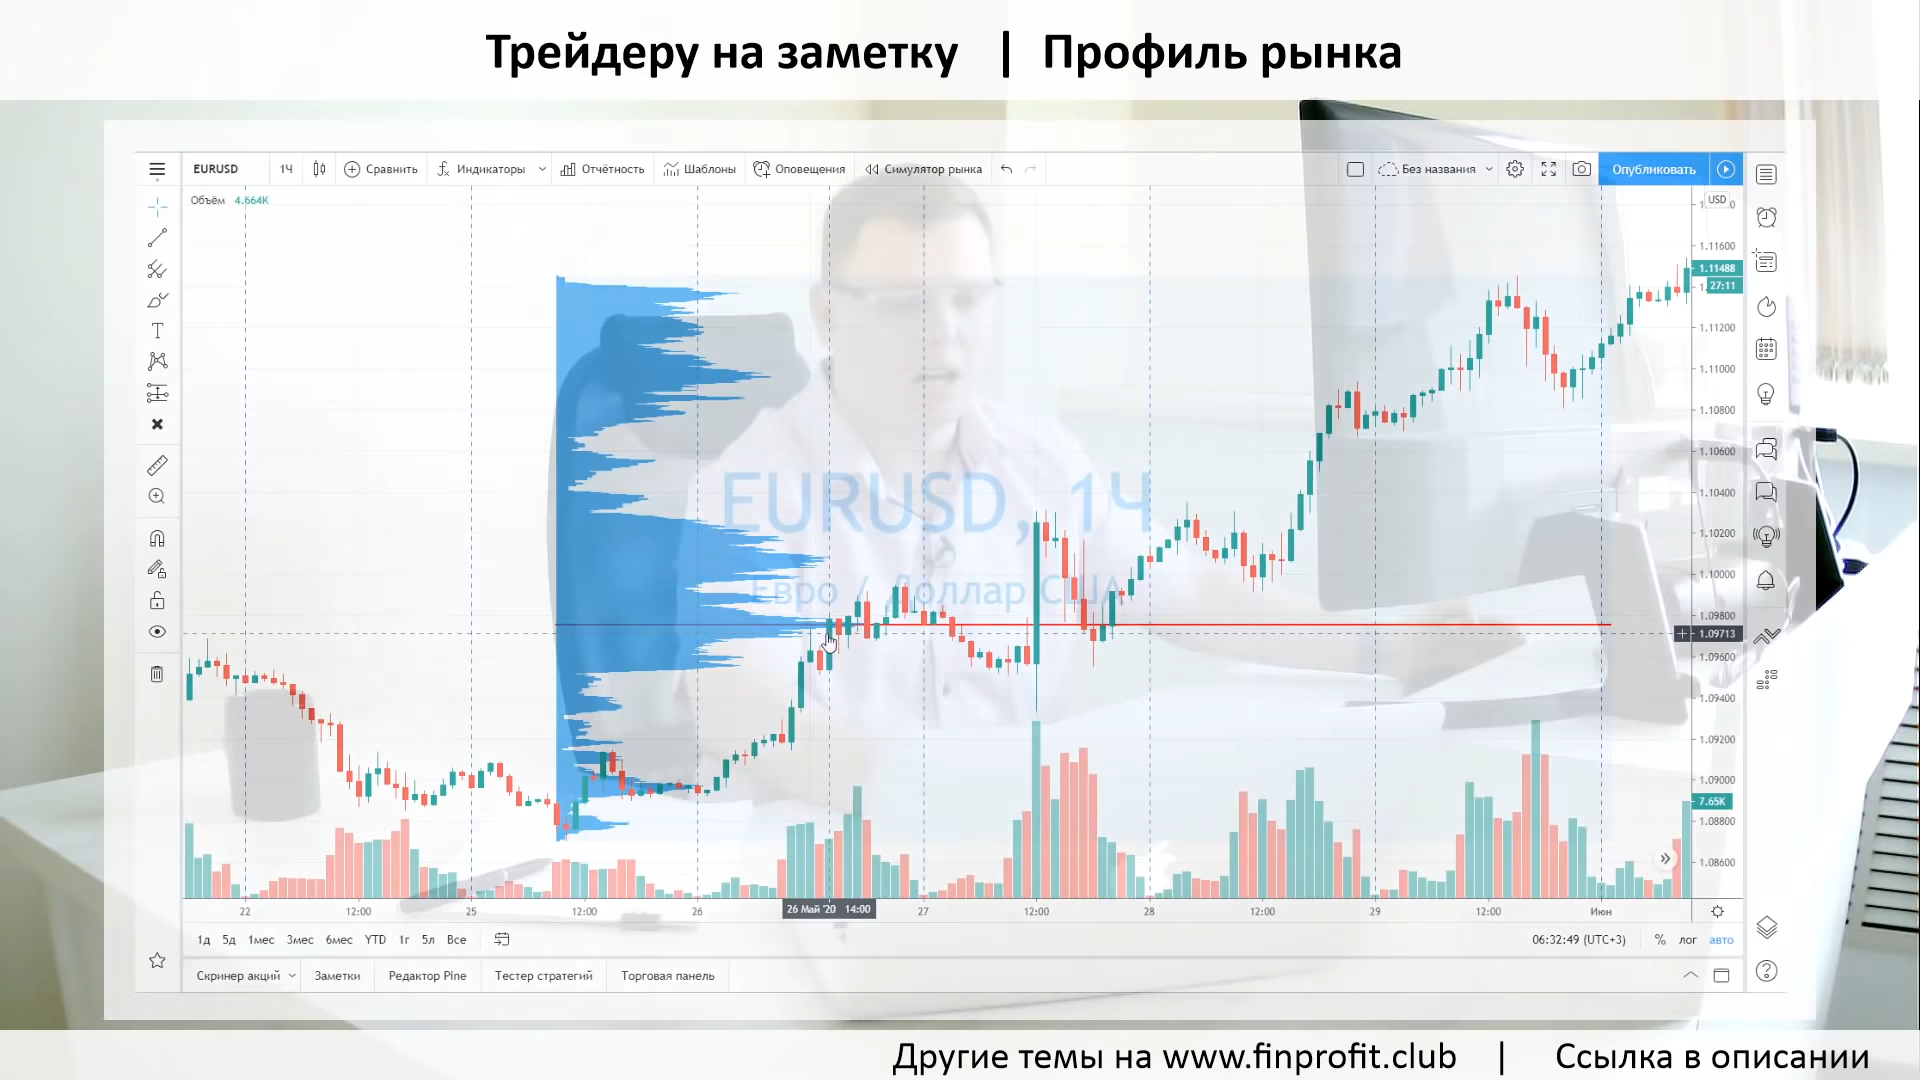 Трейдеру на заметку | Профиль рынка
EURUSD 1Ч Сравнить Индикаторы Отчётность Шаблоны Оповещения Симулятор рынка Без названия Опубликовать
Объём 4.664K
USD
1.11600
1.11488
27:11
1.11200
1.11000
1.10800
1.10600
1.10400
1.10200
1.10000
1.09800
1.09713
1.09600
1.09400
1.09200
1.09000
7.65K
1.08800
1.08600
EURUSD, 1Ч
Евро / Доллар США
22 12:00 25 12:00 26 26 Май '20 14:00 27 12:00 28 12:00 29 12:00 Июн
1д 5д 1мес 3мес 6мес YTD 1г 5л Все 06:32:49 (UTC+3) % лог авто
Скринер акций Заметки Редактор Pine Тестер стратегий Торговая панель
Другие темы на www.finprofit.club | Ссылка в описании